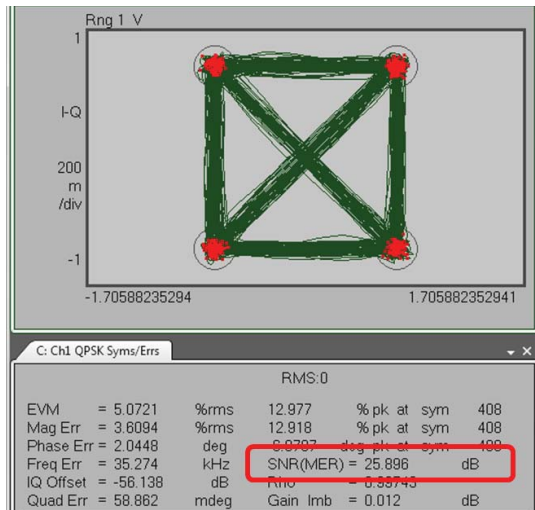 Rng 1 V
1
I-Q
200
m
/div
-1
-1.70588235294 1.705882352941
C: Ch1 QPSK Syms/Errs
RMS:0
EVM = 5.0721 %rms 12.977 % pk at sym 408
Mag Err = 3.6094 %rms 12.918 % pk at sym 408
Phase Err = 2.0448 deg deg pk at sym 408
Freq Err = 35.274 kHz SNR(MER) = 25.896 dB
IQ Offset = -56.138 dB Rho = 0.99743
Quad Err = 58.862 mdeg Gain Imb = 0.012 dB